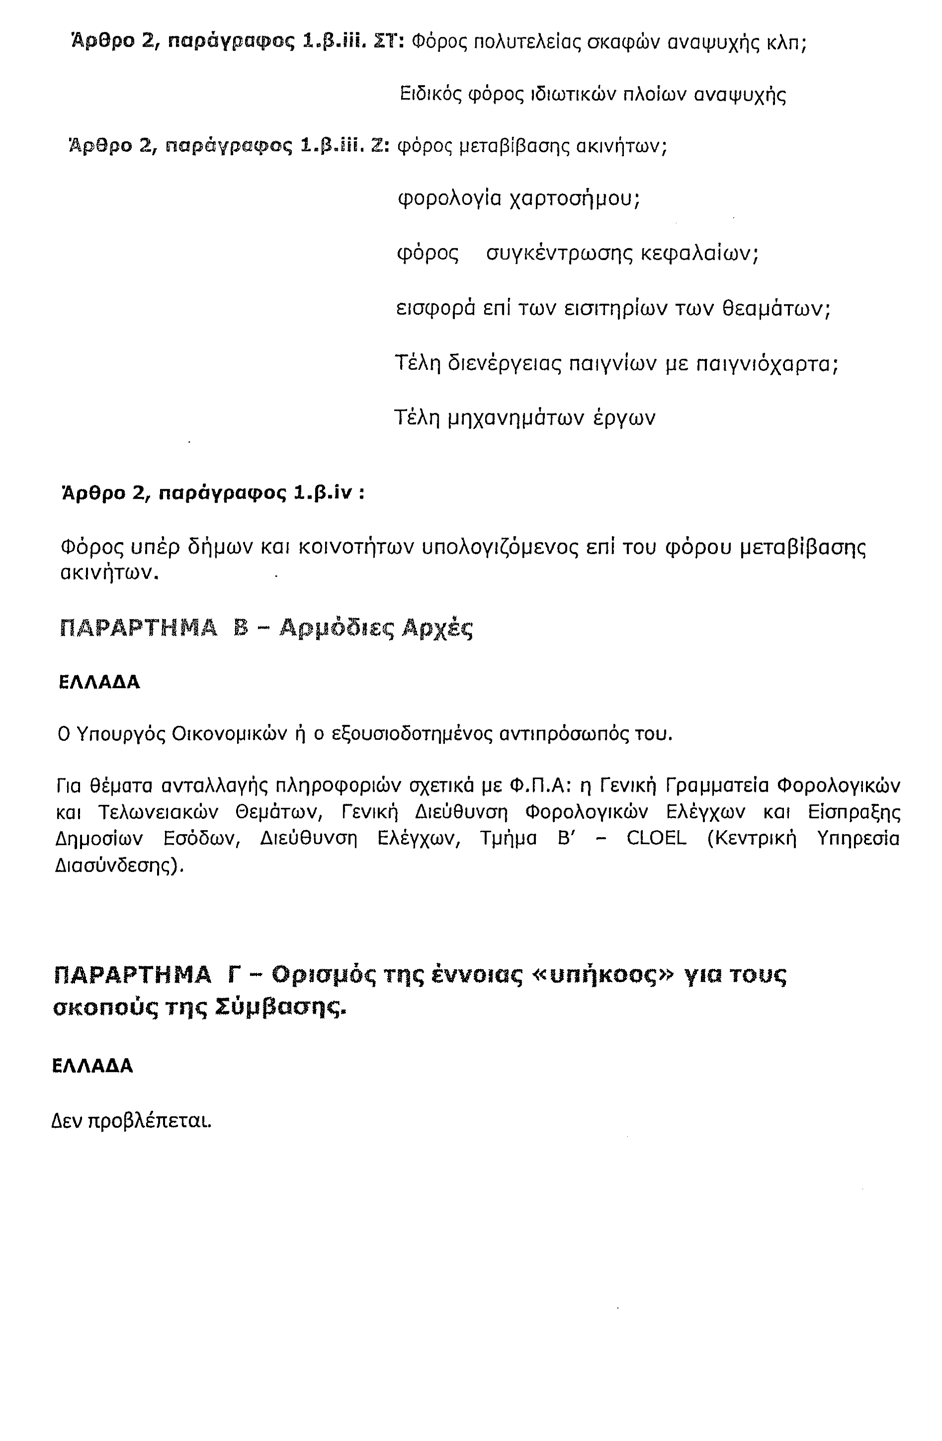 Άρθρο 2, παράγραφος 1.β.iii. ΣΤ: Φόρος πολυτελείας σκαφών αναψυχής κλπ;
Ειδικός φόρος ιδιωτικών πλοίων αναψυχής
Άρθρο 2, παράγραφος 1.β.iii. Ζ: φόρος μεταβίβασης ακινήτων;
φορολογία χαρτοσήμου;
φόρος συγκέντρωσης κεφαλαίων;
εισφορά επί των εισιτηρίων των θεαμάτων;
Τέλη διενέργειας παιγνίων με παιγνιόχαρτα;
Τέλη μηχανημάτων έργων
Άρθρο 2, παράγραφος 1.β.iv :
Φόρος υπέρ δήμων και κοινοτήτων υπολογιζόμενος επί του φόρου μεταβίβασης
ακινήτων.
ΠΑΡΑΡΤΗΜΑ Β – Αρμόδιες Αρχές
ΕΛΛΑΔΑ
Ο Υπουργός Οικονομικών ή ο εξουσιοδοτημένος αντιπρόσωπός του.
Για θέματα ανταλλαγής πληροφοριών σχετικά με Φ.Π.Α: η Γενική Γραμματεία Φορολογικών
και Τελωνειακών Θεμάτων, Γενική Διεύθυνση Φορολογικών Ελέγχων και Είσπραξης
Δημοσίων Εσόδων, Διεύθυνση Ελέγχων, Τμήμα Β' – CLOEL (Κεντρική Υπηρεσία
Διασύνδεσης).
ΠΑΡΑΡΤΗΜΑ Γ – Ορισμός της έννοιας «υπήκοος» για τους
σκοπούς της Σύμβασης.
ΕΛΛΑΔΑ
Δεν προβλέπεται.